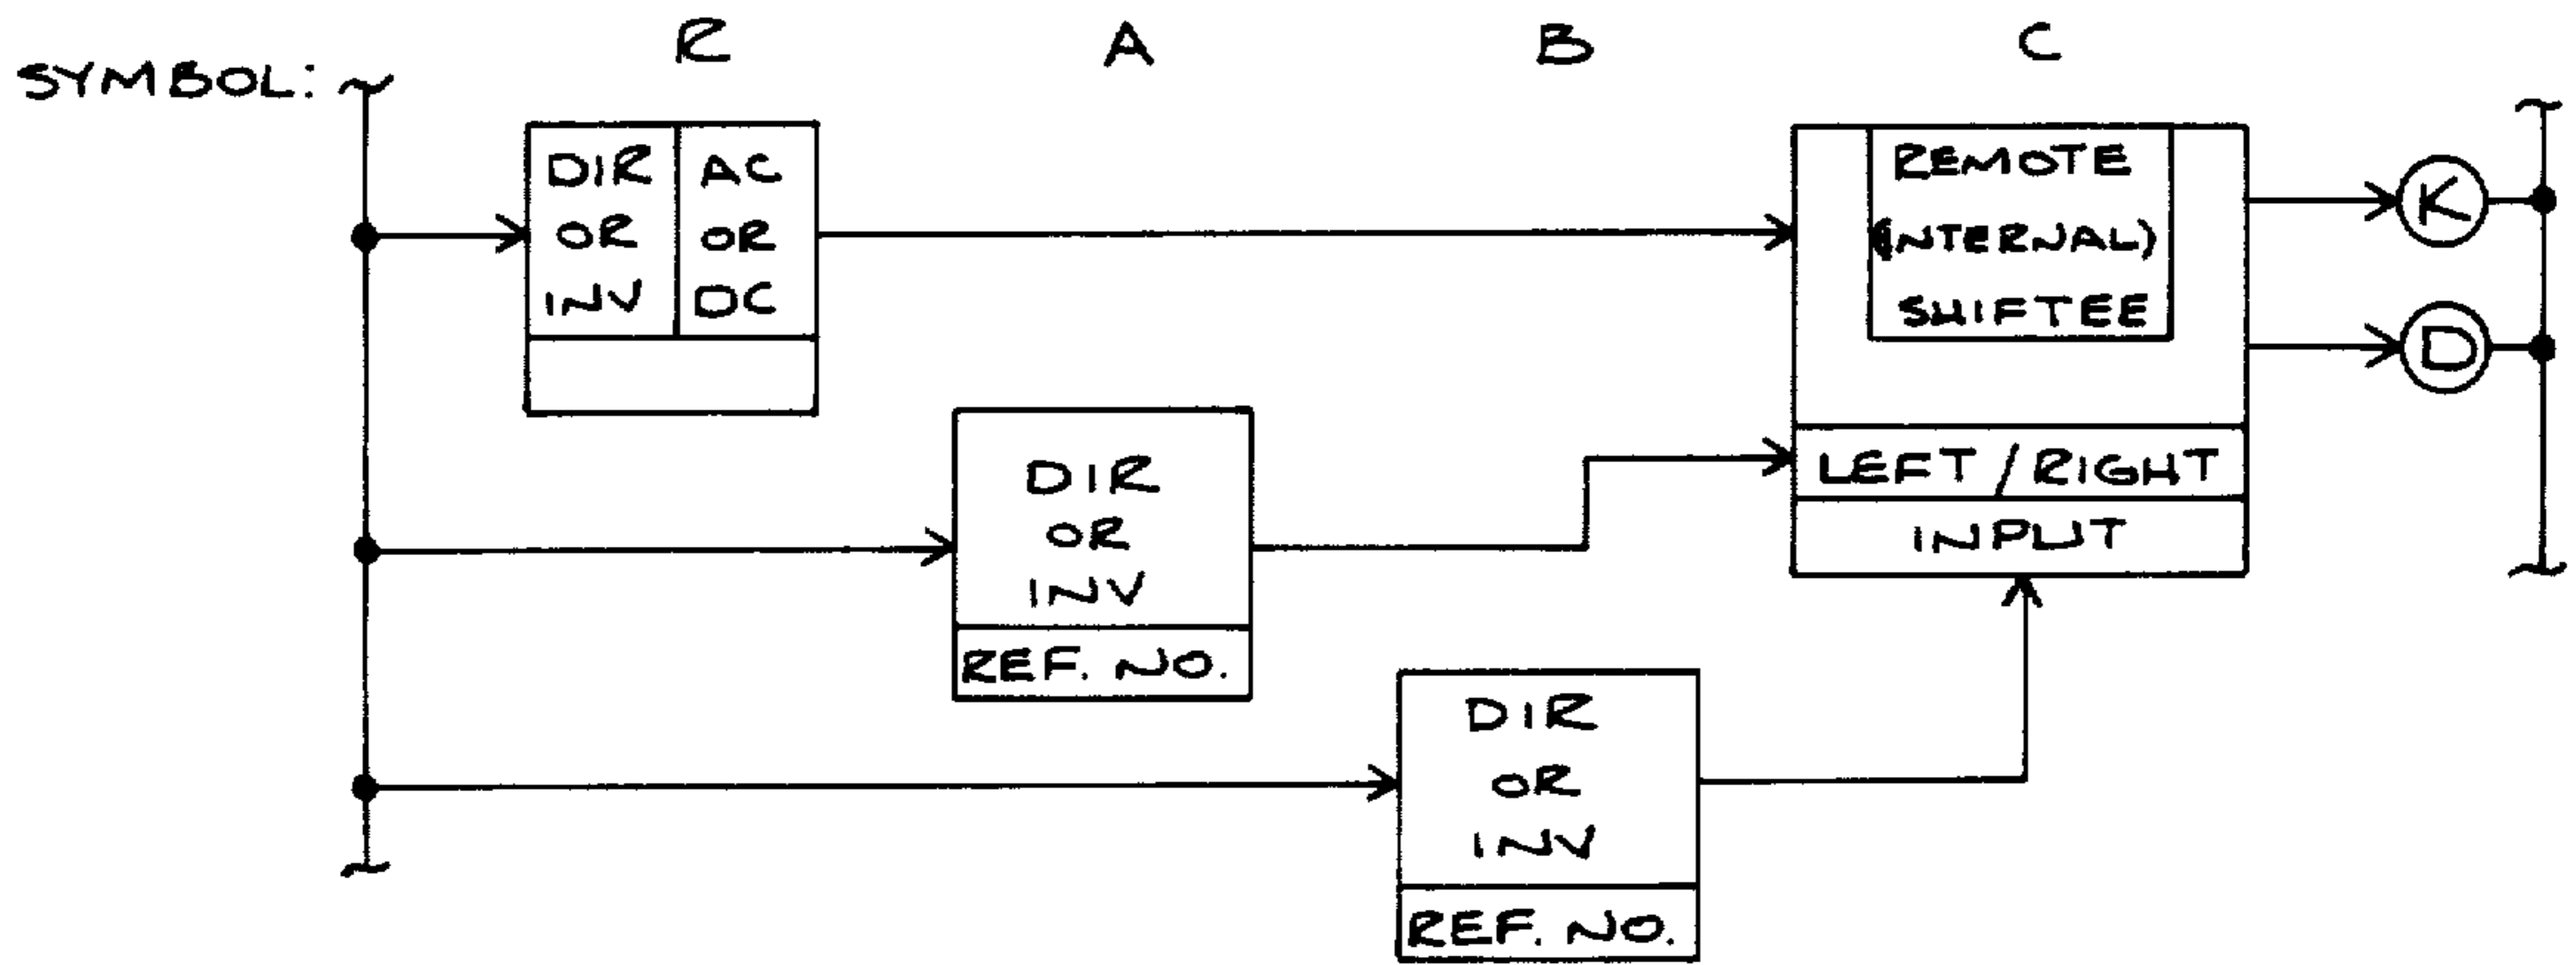 SYMBOL:
R
A
B
C
DIR
OR
INV
AC
OR
DC
REMOTE
(INTERNAL)
SHIFTEE
LEFT / RIGHT
INPUT
K
D
DIR
OR
INV
REF. NO.
DIR
OR
INV
REF. NO.